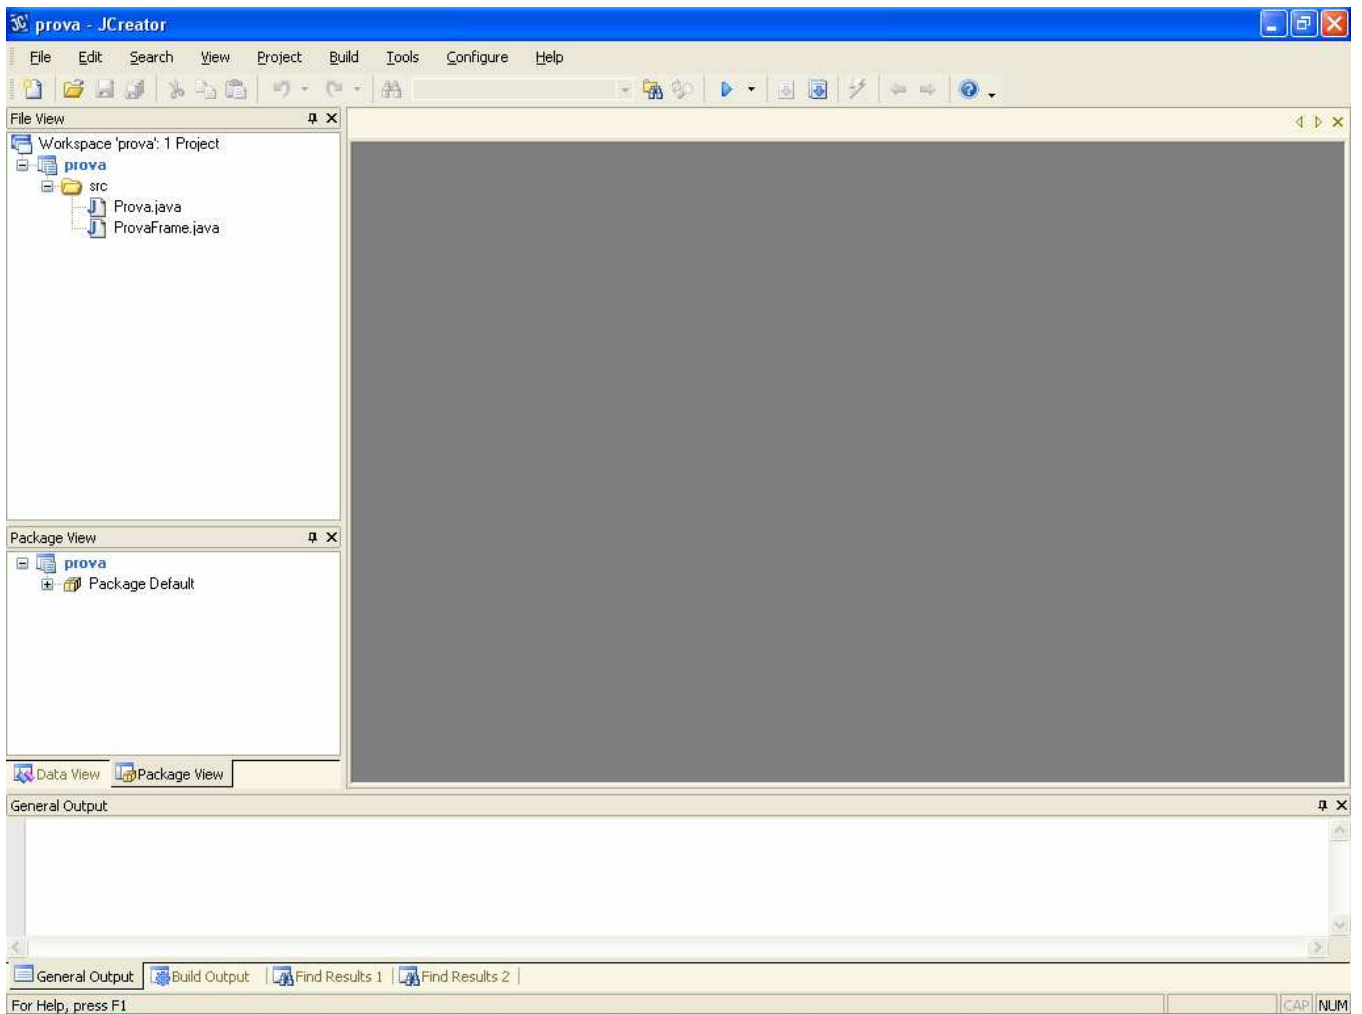 prova - JCreator
File Edit Search View Project Build Tools Configure Help
File View
Workspace 'prova': 1 Project
prova
src
Prova.java
ProvaFrame.java
Package View
prova
Package Default
Data View Package View
General Output
General Output Build Output Find Results 1 Find Results 2
For Help, press F1 CAP NUM